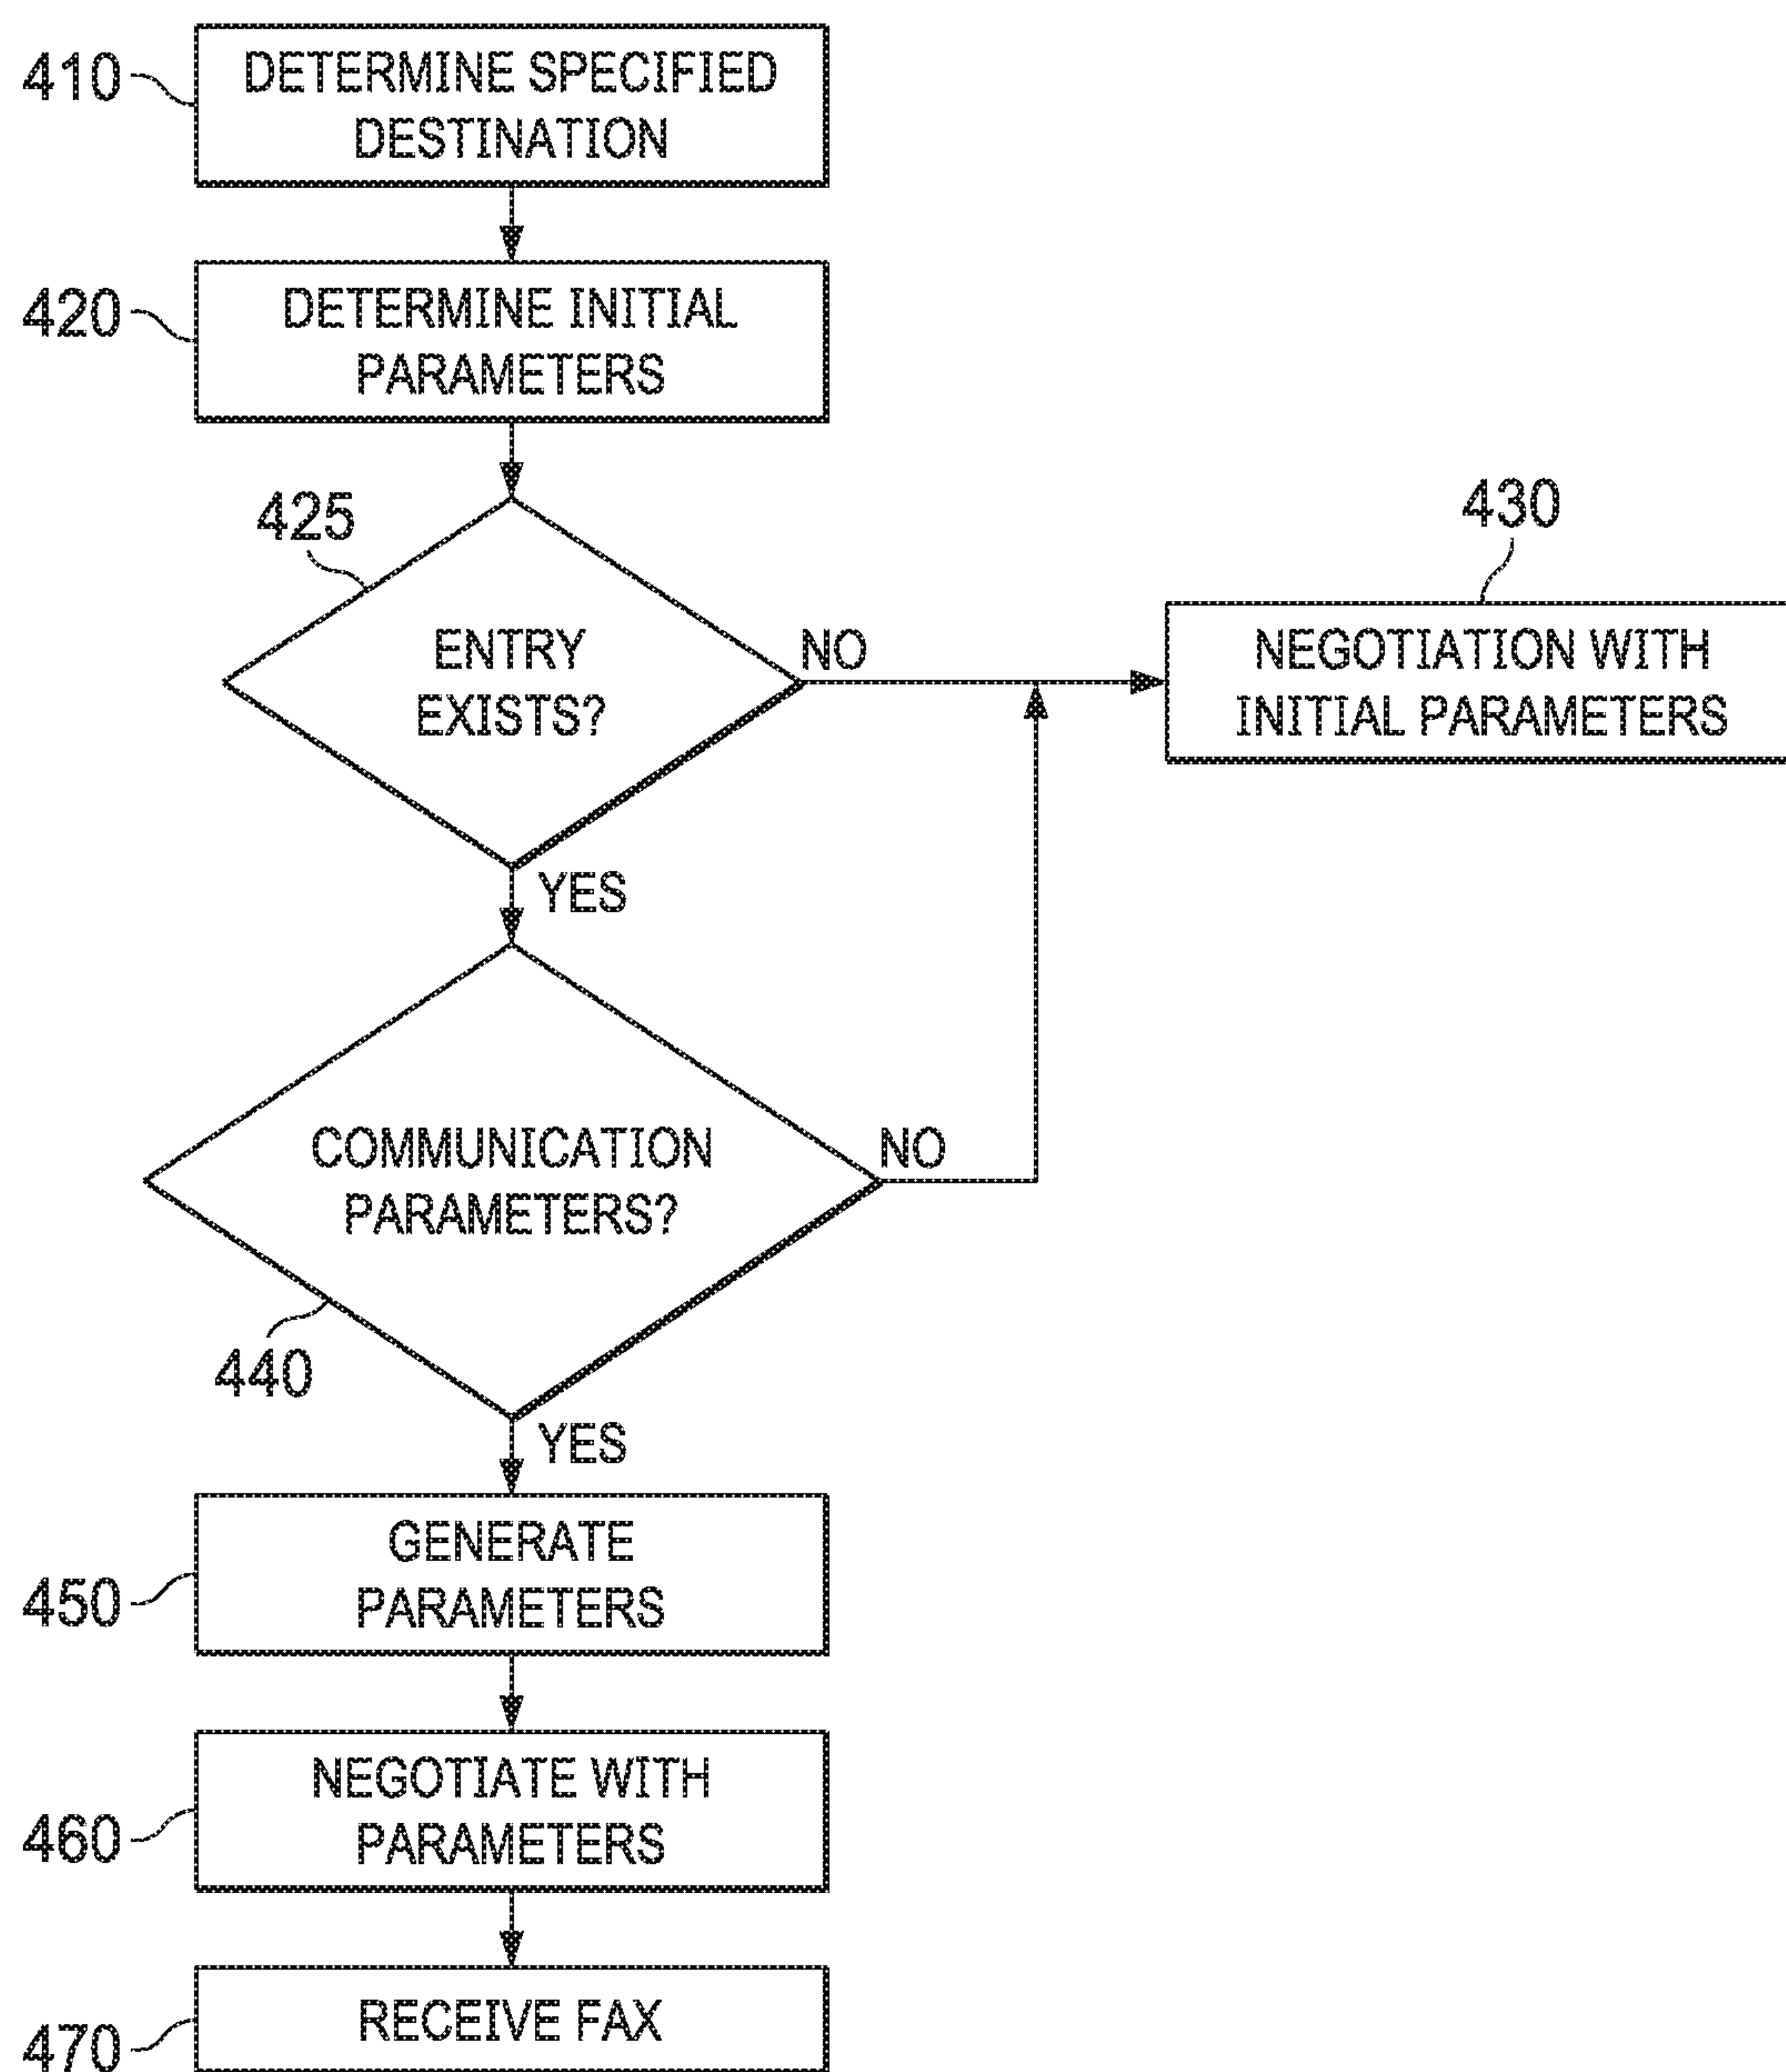 410
DETERMINE SPECIFIED
DESTINATION
420
DETERMINE INITIAL
PARAMETERS
425
ENTRY
EXISTS?
NO
430
NEGOTIATION WITH
INITIAL PARAMETERS
YES
COMMUNICATION
PARAMETERS?
NO
440
YES
450
GENERATE
PARAMETERS
460
NEGOTIATE WITH
PARAMETERS
470
RECEIVE FAX